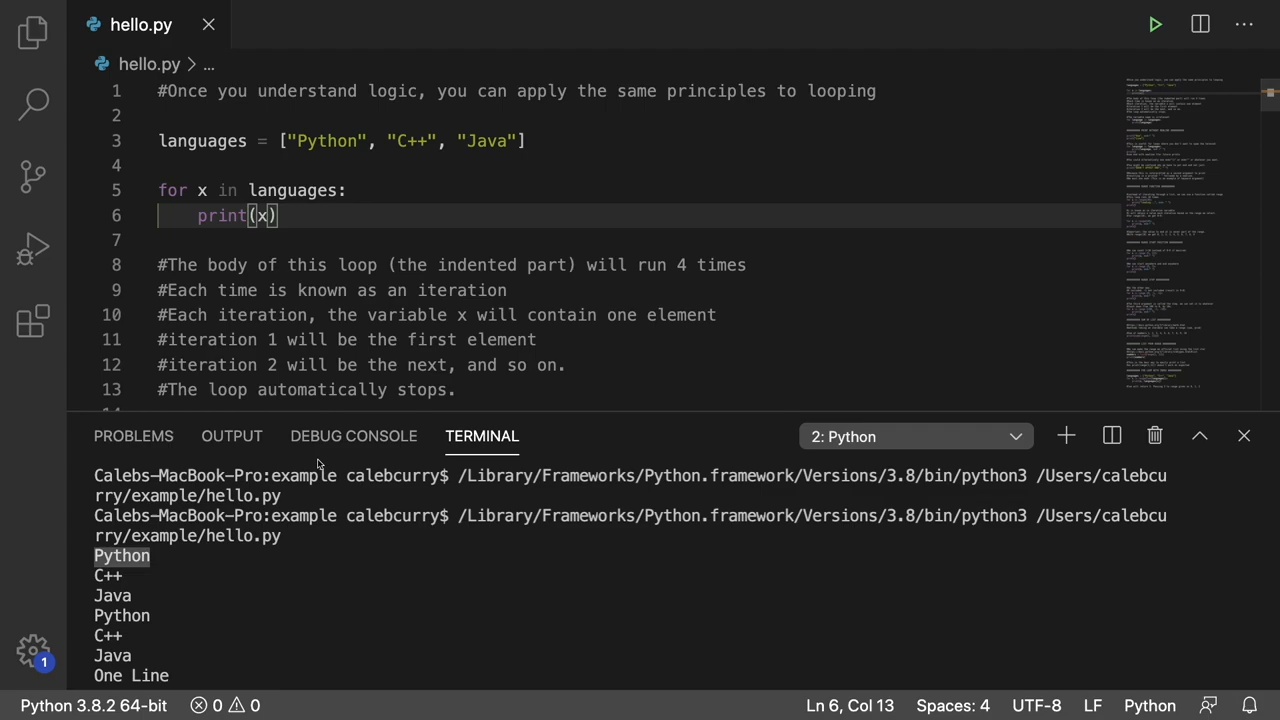 hello.py
hello.py > ...
1 #Once you understand logic, you can apply the same principles to looping
2
3 languages = ["Python", "C++", "Java"]
4
5 for x in languages:
6 print(x)
7
8 #The body of this loop (the indented part) will run 4 times
9 #Each time is known as an iteration
10 #Each iteration, the variable x will contain one element
11 #iteration 1 will be the first element
12 #iteration 2 will be the next, and so on.
13 #The loop automatically stops
14
PROBLEMS OUTPUT DEBUG CONSOLE TERMINAL 2: Python
Calebs-MacBook-Pro:example calebcurry$ /Library/Frameworks/Python.framework/Versions/3.8/bin/python3 /Users/calebcu
rry/example/hello.py
Calebs-MacBook-Pro:example calebcurry$ /Library/Frameworks/Python.framework/Versions/3.8/bin/python3 /Users/calebcu
rry/example/hello.py
Python
C++
Java
Python
C++
Java
One Line
1
Python 3.8.2 64-bit 0 0 Ln 6, Col 13 Spaces: 4 UTF-8 LF Python